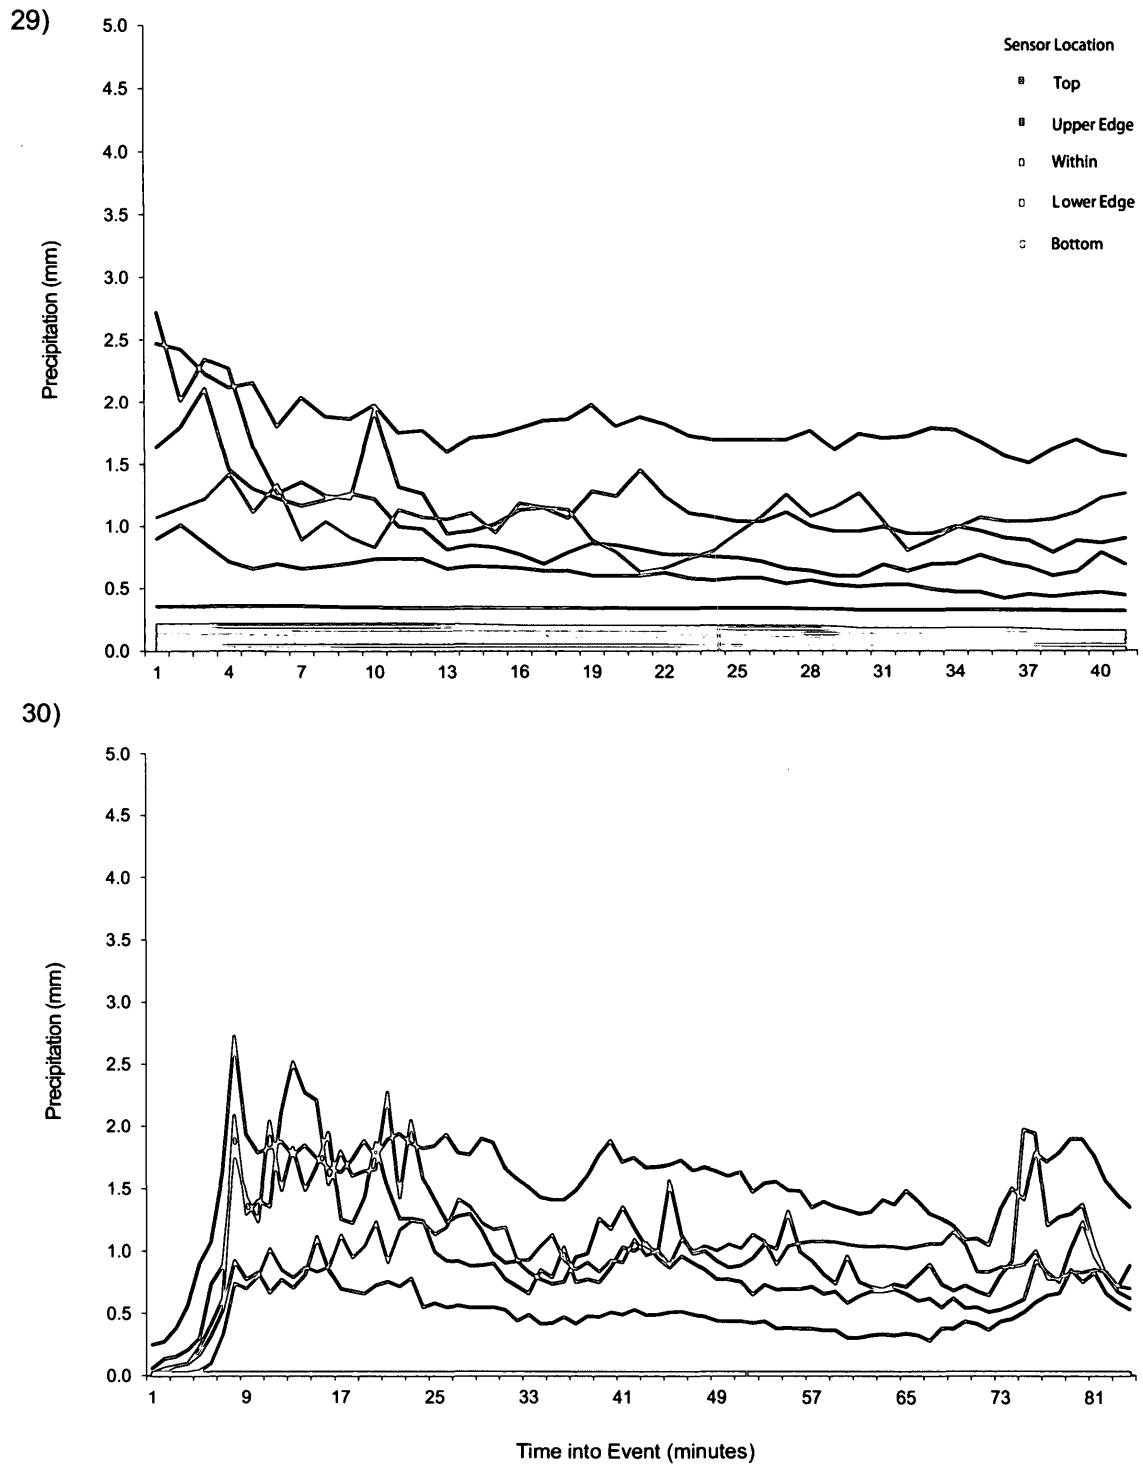 29)
5.0
4.5
4.0
3.5
3.0
2.5
2.0
1.5
1.0
0.5
0.0
Precipitation (mm)
Sensor Location
Top
Upper Edge
Within
Lower Edge
Bottom
1 4 7 10 13 16 19 22 25 28 31 34 37 40
30)
5.0
4.5
4.0
3.5
3.0
2.5
2.0
1.5
1.0
0.5
0.0
Precipitation (mm)
1 9 17 25 33 41 49 57 65 73 81
Time into Event (minutes)